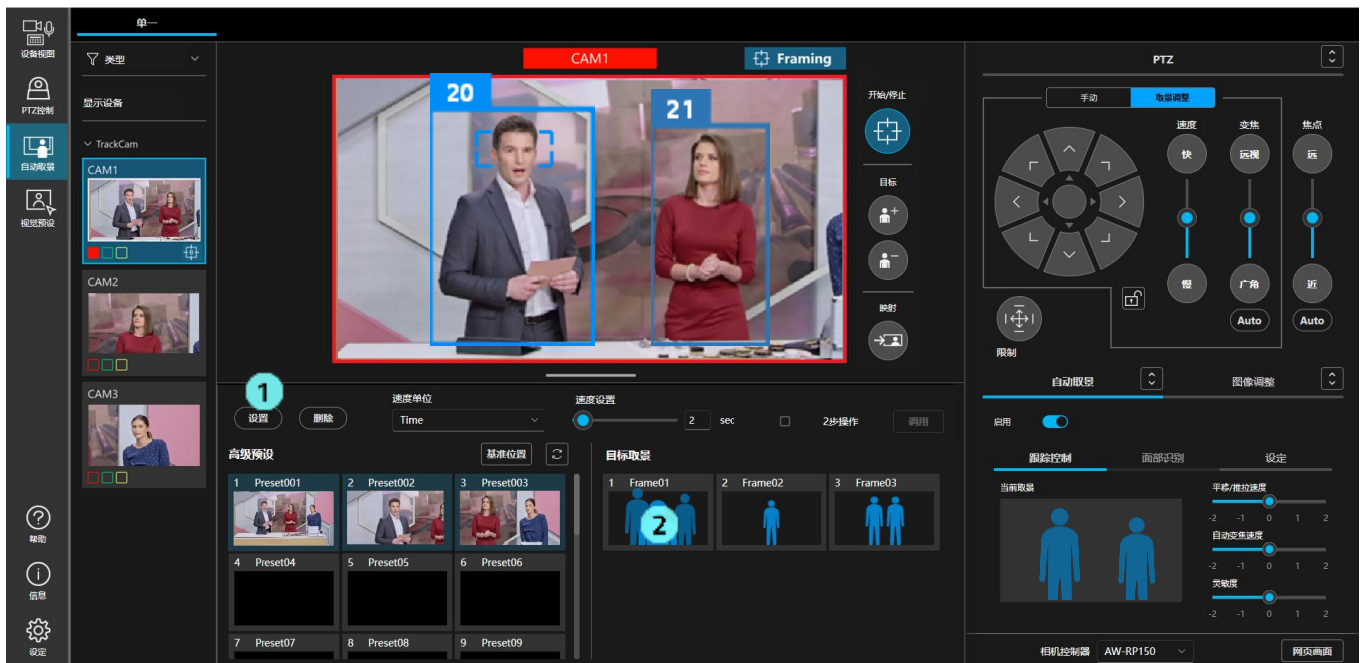 单一
设备视图
PTZ控制
自动取景
视觉预设
帮助
信息
设定
类型
显示设备
TrackCam
CAM1
CAM2
CAM3
CAM1
Framing
20
21
开始/停止
目标
映射
1
设置
删除
速度单位
Time
速度设置
2 sec
2步操作
调用
高级预设
基准位置
1 Preset001
2 Preset002
3 Preset003
4 Preset04
5 Preset05
6 Preset06
7 Preset07
8 Preset08
9 Preset09
目标取景
1 Frame01
2 Frame02
3 Frame03
2
PTZ
手动
取景调整
速度
变焦
焦点
快
远视
远
慢
广角
近
Auto
Auto
限制
自动取景
图像调整
启用
跟踪控制
面部识别
设定
当前取景
平移/推拉速度
-2 -1 0 1 2
自动变焦速度
-2 -1 0 1 2
灵敏度
-2 -1 0 1 2
相机控制器
AW-RP150
网页画面